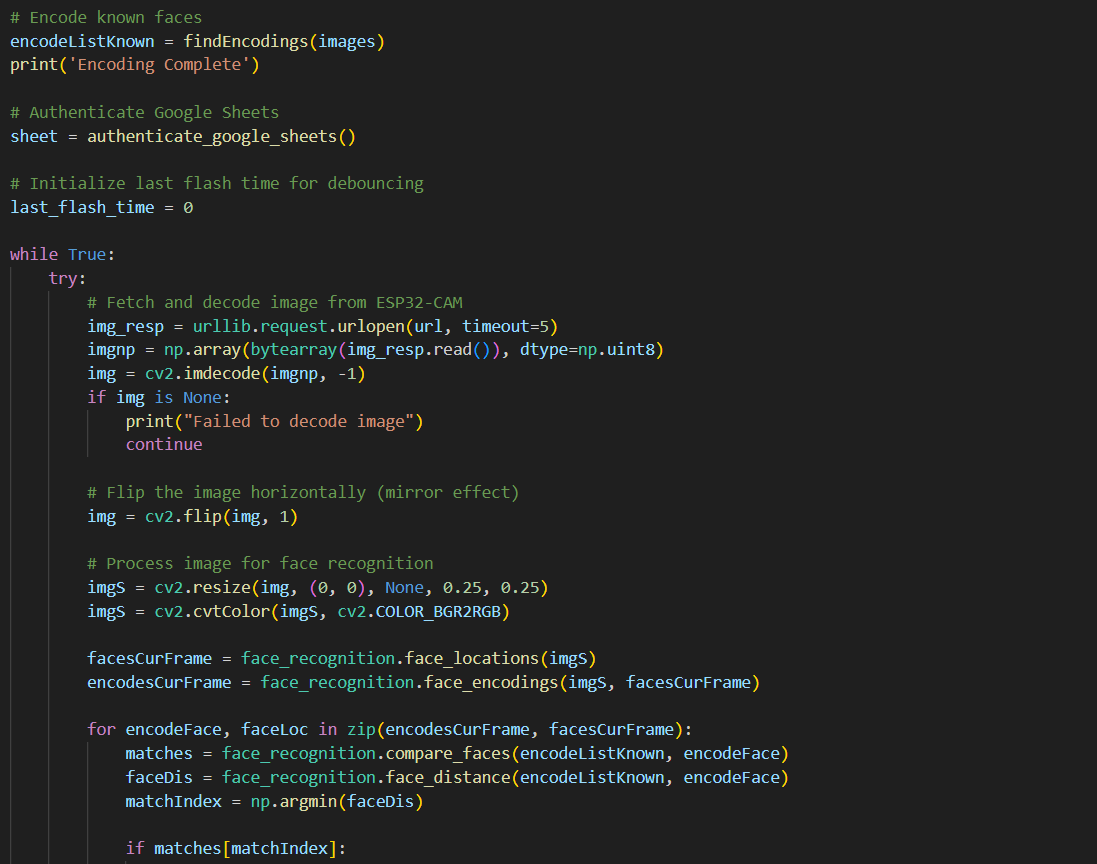 # Encode known faces
encodeListKnown = findEncodings(images)
print('Encoding Complete')
# Authenticate Google Sheets
sheet = authenticate_google_sheets()
# Initialize last flash time for debouncing
last_flash_time = 0
while True:
    try:
        # Fetch and decode image from ESP32-CAM
        img_resp = urllib.request.urlopen(url, timeout=5)
        imgnp = np.array(bytearray(img_resp.read()), dtype=np.uint8)
        img = cv2.imdecode(imgnp, -1)
        if img is None:
            print("Failed to decode image")
            continue
        # Flip the image horizontally (mirror effect)
        img = cv2.flip(img, 1)
        # Process image for face recognition
        imgS = cv2.resize(img, (0, 0), None, 0.25, 0.25)
        imgS = cv2.cvtColor(imgS, cv2.COLOR_BGR2RGB)
        facesCurFrame = face_recognition.face_locations(imgS)
        encodesCurFrame = face_recognition.face_encodings(imgS, facesCurFrame)
        for encodeFace, faceLoc in zip(encodesCurFrame, facesCurFrame):
            matches = face_recognition.compare_faces(encodeListKnown, encodeFace)
            faceDis = face_recognition.face_distance(encodeListKnown, encodeFace)
            matchIndex = np.argmin(faceDis)
            if matches[matchIndex]: